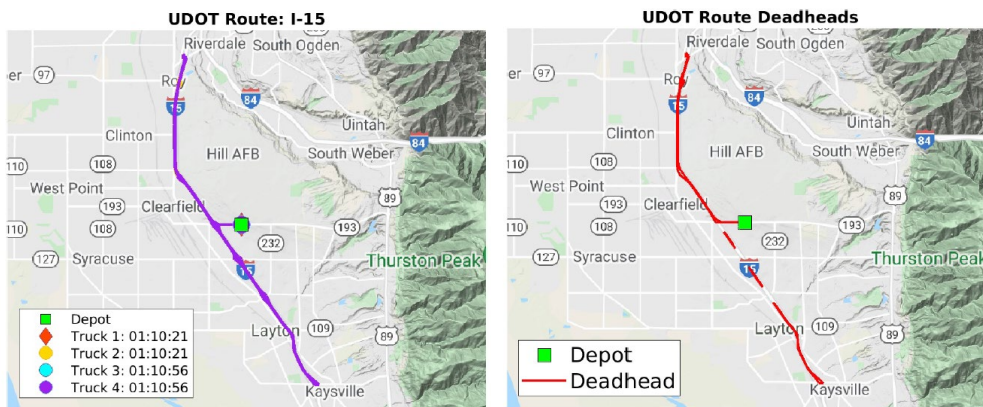 UDOT Route: I-15
Riverdale
South Ogden
97
Roy
15
84
Uintah
Clinton
Hill AFB
South Weber
84
110
108
West Point
89
193
Clearfield
110
108
193
232
127
Syracuse
Thurston Peak
15
Layton
109
89
Kaysville
Depot
Truck 1: 01:10:21
Truck 2: 01:10:21
Truck 3: 01:10:56
Truck 4: 01:10:56
UDOT Route Deadheads
Riverdale
South Ogden
97
Roy
15
84
Uintah
Clinton
Hill AFB
South Weber
84
110
108
West Point
89
193
Clearfield
110
108
193
232
127
Syracuse
Thurston Peak
15
Layton
109
89
Kaysville
Depot
Deadhead